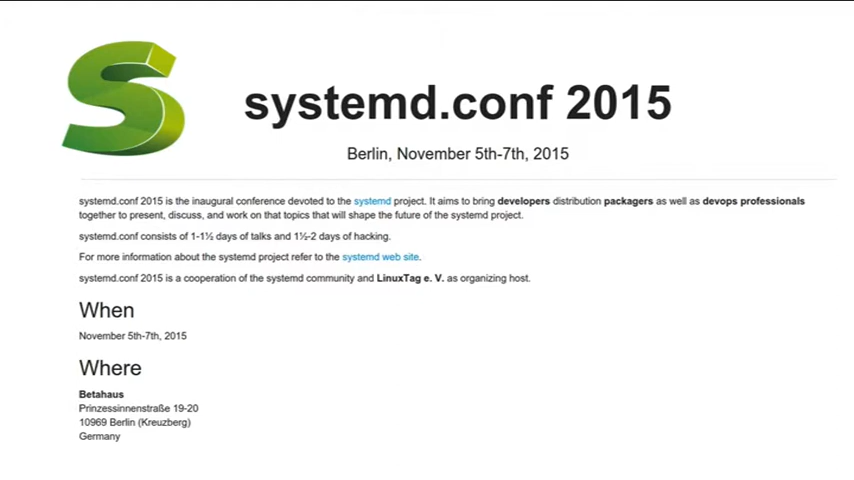 S
systemd.conf 2015
Berlin, November 5th-7th, 2015
systemd.conf 2015 is the inaugural conference devoted to the systemd project. It aims to bring developers distribution packagers as well as devops professionals
together to present, discuss, and work on that topics that will shape the future of the systemd project.
systemd.conf consists of 1-1½ days of talks and 1½-2 days of hacking.
For more information about the systemd project refer to the systemd web site.
systemd.conf 2015 is a cooperation of the systemd community and LinuxTag e. V. as organizing host.
When
November 5th-7th, 2015
Where
Betahaus
Prinzessinnenstraße 19-20
10969 Berlin (Kreuzberg)
Germany